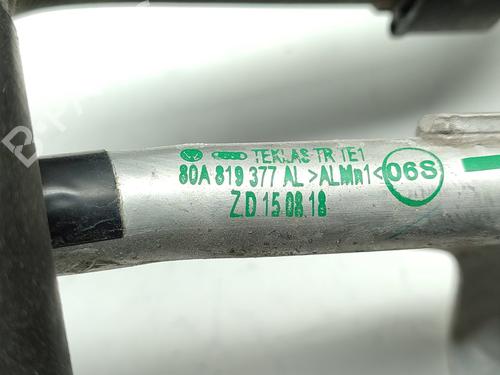 TEKLAS TR TE1
80A 819 377 AL >ALMn1<
06S
ZD 15 08 18